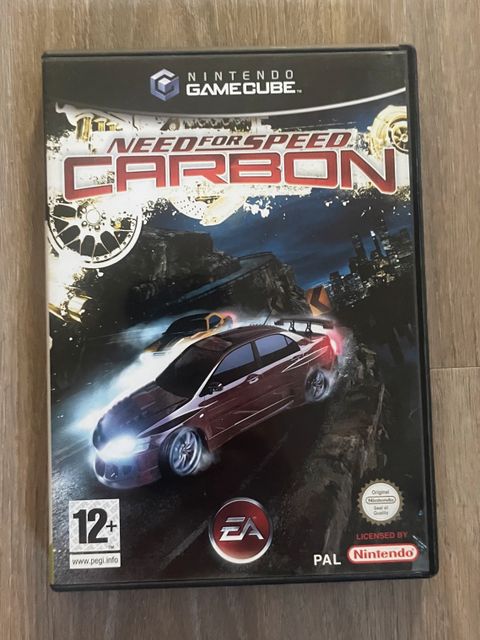 NINTENDO
GAMECUBE™
NEED FOR SPEED
CARBON
12+
www.pegi.info
EA
Original
Nintendo
Seal of
Quality
LICENSED BY
PAL Nintendo